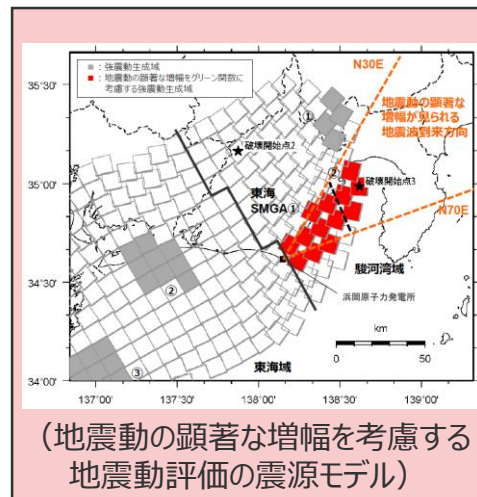 ：強震動生成域
：地震動の顕著な増幅をグリーン関数に
考慮する強震動生成域
N30E
地震動の顕著な
増幅が見られる
地震波到来方向
35°30'
①
破壊開始点2
②
破壊開始点3
35°00'
東海
SMGA①
N70E
駿河湾域
34°30'
浜岡原子力発電所
②
km
0 50
東海域
③
34°00'
137°00' 137°30' 138°00' 138°30' 139°00'
（地震動の顕著な増幅を考慮する
地震動評価の震源モデル）